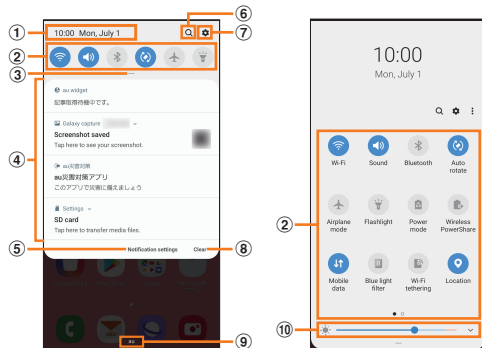 ⑥
① 10:00 Mon, July 1 ⑦
②
③
au widget
記事取得待機中です。
Galaxy capture
Screenshot saved
Tap here to see your screenshot.
④
au災害対策
au災害対策アプリ
このアプリで災害に備えましょう
Settings
SD card
Tap here to transfer media files.
⑤ Notification settings Clear ⑧
au ⑨
10:00
Mon, July 1
②
Wi-Fi Sound Bluetooth Auto rotate
Airplane mode Flashlight Power mode Wireless PowerShare
Mobile data Blue light filter Wi-Fi tethering Location
⑩